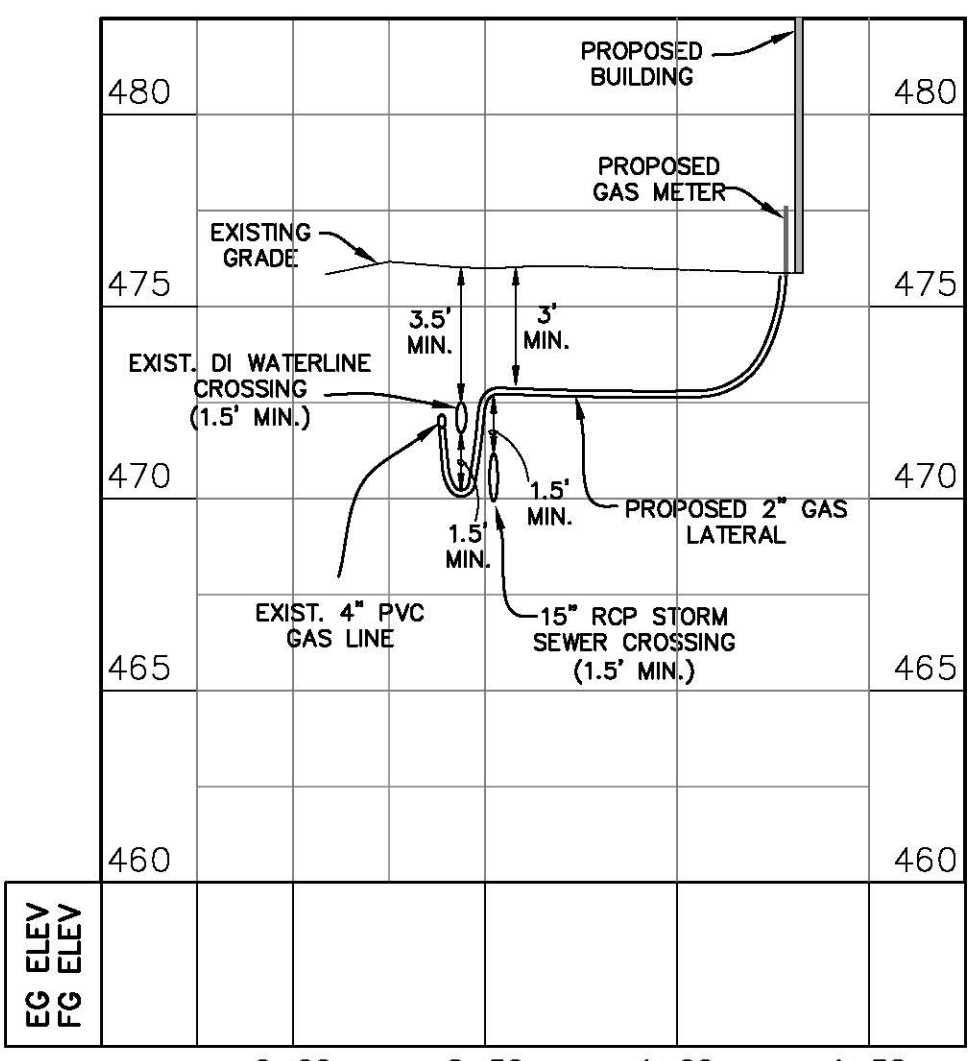 PROPOSED
BUILDING
480
480
PROPOSED
GAS METER
EXISTING
GRADE
475
475
3.5'
MIN.
3'
MIN.
EXIST. DI WATERLINE
CROSSING
(1.5' MIN.)
470
470
1.5'
MIN.
1.5'
MIN.
PROPOSED 2" GAS
LATERAL
EXIST. 4" PVC
GAS LINE
15" RCP STORM
SEWER CROSSING
(1.5' MIN.)
465
465
460
460
EG ELEV
FG ELEV